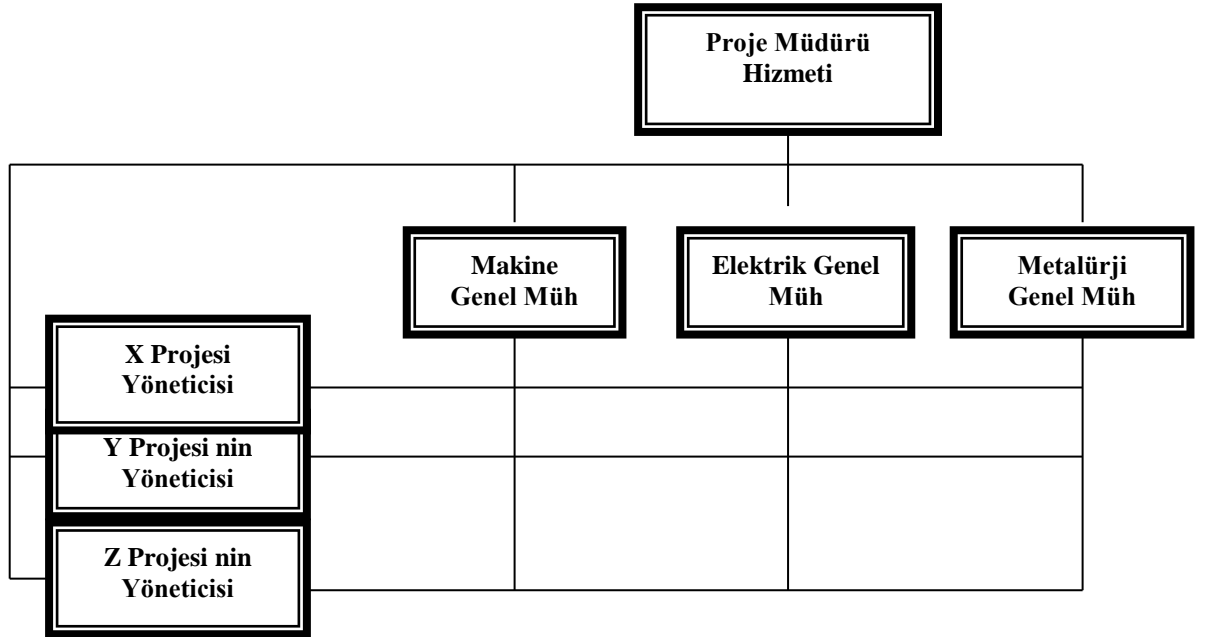 Proje Müdürü
Hizmeti
Makine
Genel Müh
Elektrik Genel
Müh
Metalürji
Genel Müh
X Projesi
Yöneticisi
Y Projesi nin
Yöneticisi
Z Projesi nin
Yöneticisi